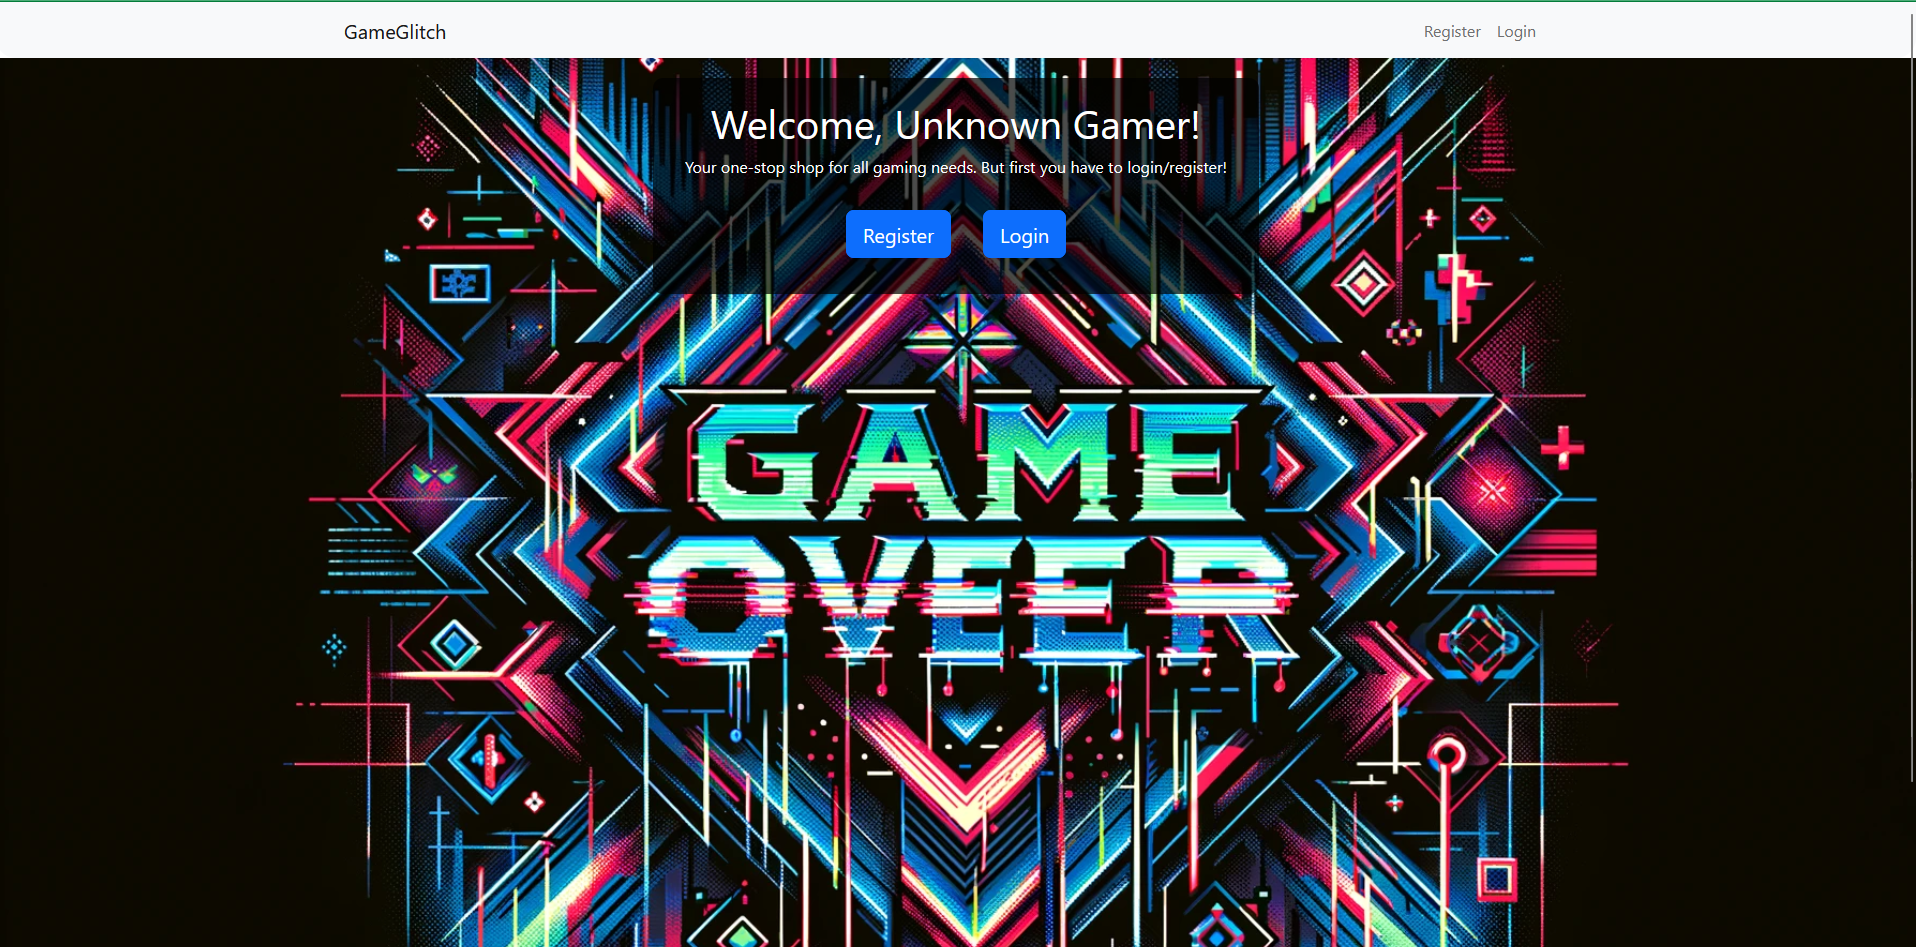 GameGlitch
Register Login
Welcome, Unknown Gamer!
Your one-stop shop for all gaming needs. But first you have to login/register!
Register Login
GAME
OVEER